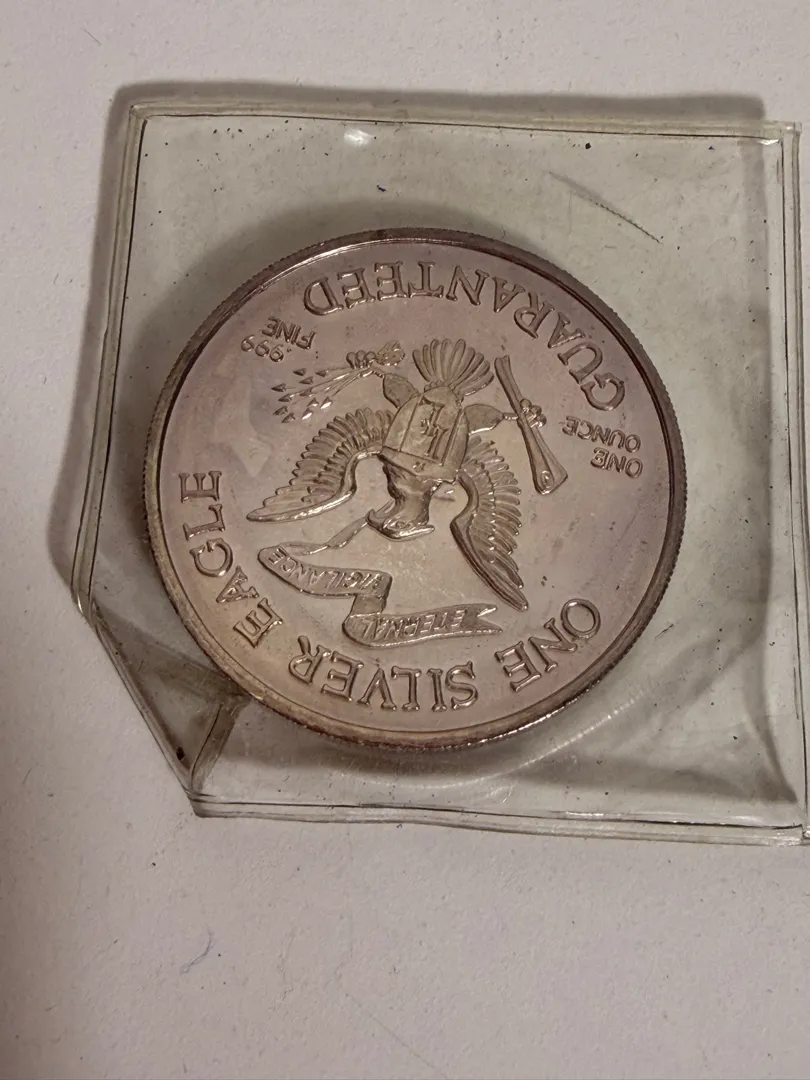 ONE SILVER EAGLE
ETERNAL VIGILANCE
ONE
OUNCE
.999
FINE
GUARANTEED